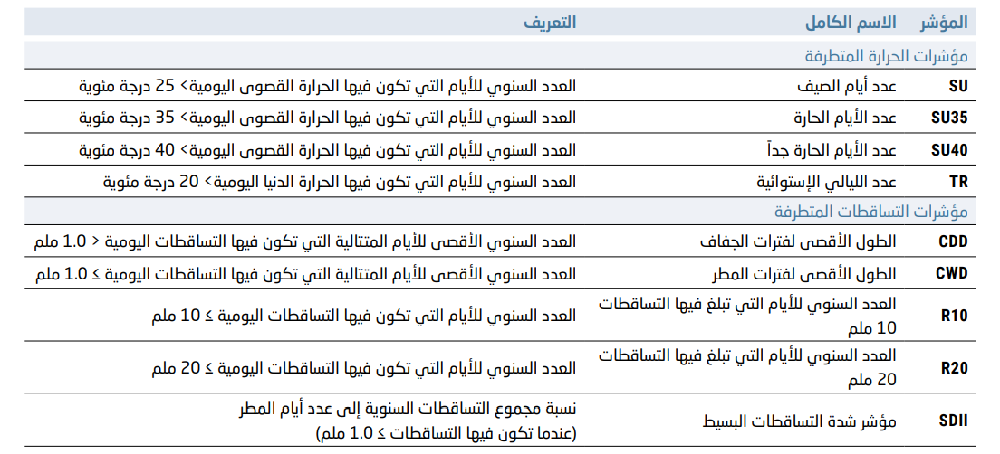 المؤشر الاسم الكامل التعريف
مؤشرات الحرارة المتطرفة
SU عدد أيام الصيف العدد السنوي للأيام التي تكون فيها الحرارة القصوى اليومية> 25 درجة مئوية
SU35 عدد الأيام الحارة العدد السنوي للأيام التي تكون فيها الحرارة القصوى اليومية> 35 درجة مئوية
SU40 عدد الأيام الحارة جداً العدد السنوي للأيام التي تكون فيها الحرارة القصوى اليومية> 40 درجة مئوية
TR عدد الليالي الإستوائية العدد السنوي للأيام التي تكون فيها الحرارة الدنيا اليومية> 20 درجة مئوية
مؤشرات التساقطات المتطرفة
CDD الطول الأقصى لفترات الجفاف العدد السنوي الأقصى للأيام المتتالية التي تكون فيها التساقطات اليومية < 1.0 ملم
CWD الطول الأقصى لفترات المطر العدد السنوي الأقصى للأيام المتتالية التي تكون فيها التساقطات اليومية ≥ 1.0 ملم
R10 العدد السنوي للأيام التي تبلغ فيها التساقطات
10 ملم
العدد السنوي للأيام التي تكون فيها التساقطات اليومية ≥ 10 ملم
R20 العدد السنوي للأيام التي تبلغ فيها التساقطات
20 ملم
العدد السنوي للأيام التي تكون فيها التساقطات اليومية ≥ 20 ملم
SDII مؤشر شدة التساقطات البسيط
نسبة مجموع التساقطات السنوية إلى عدد أيام المطر
(عندما تكون فيها التساقطات ≥ 1.0 ملم)